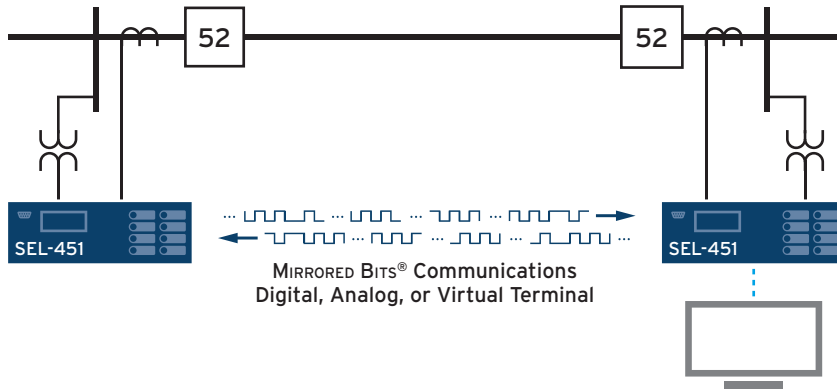 52
52
SEL-451
SEL-451
MIRRORED BITS® Communications
Digital, Analog, or Virtual Terminal